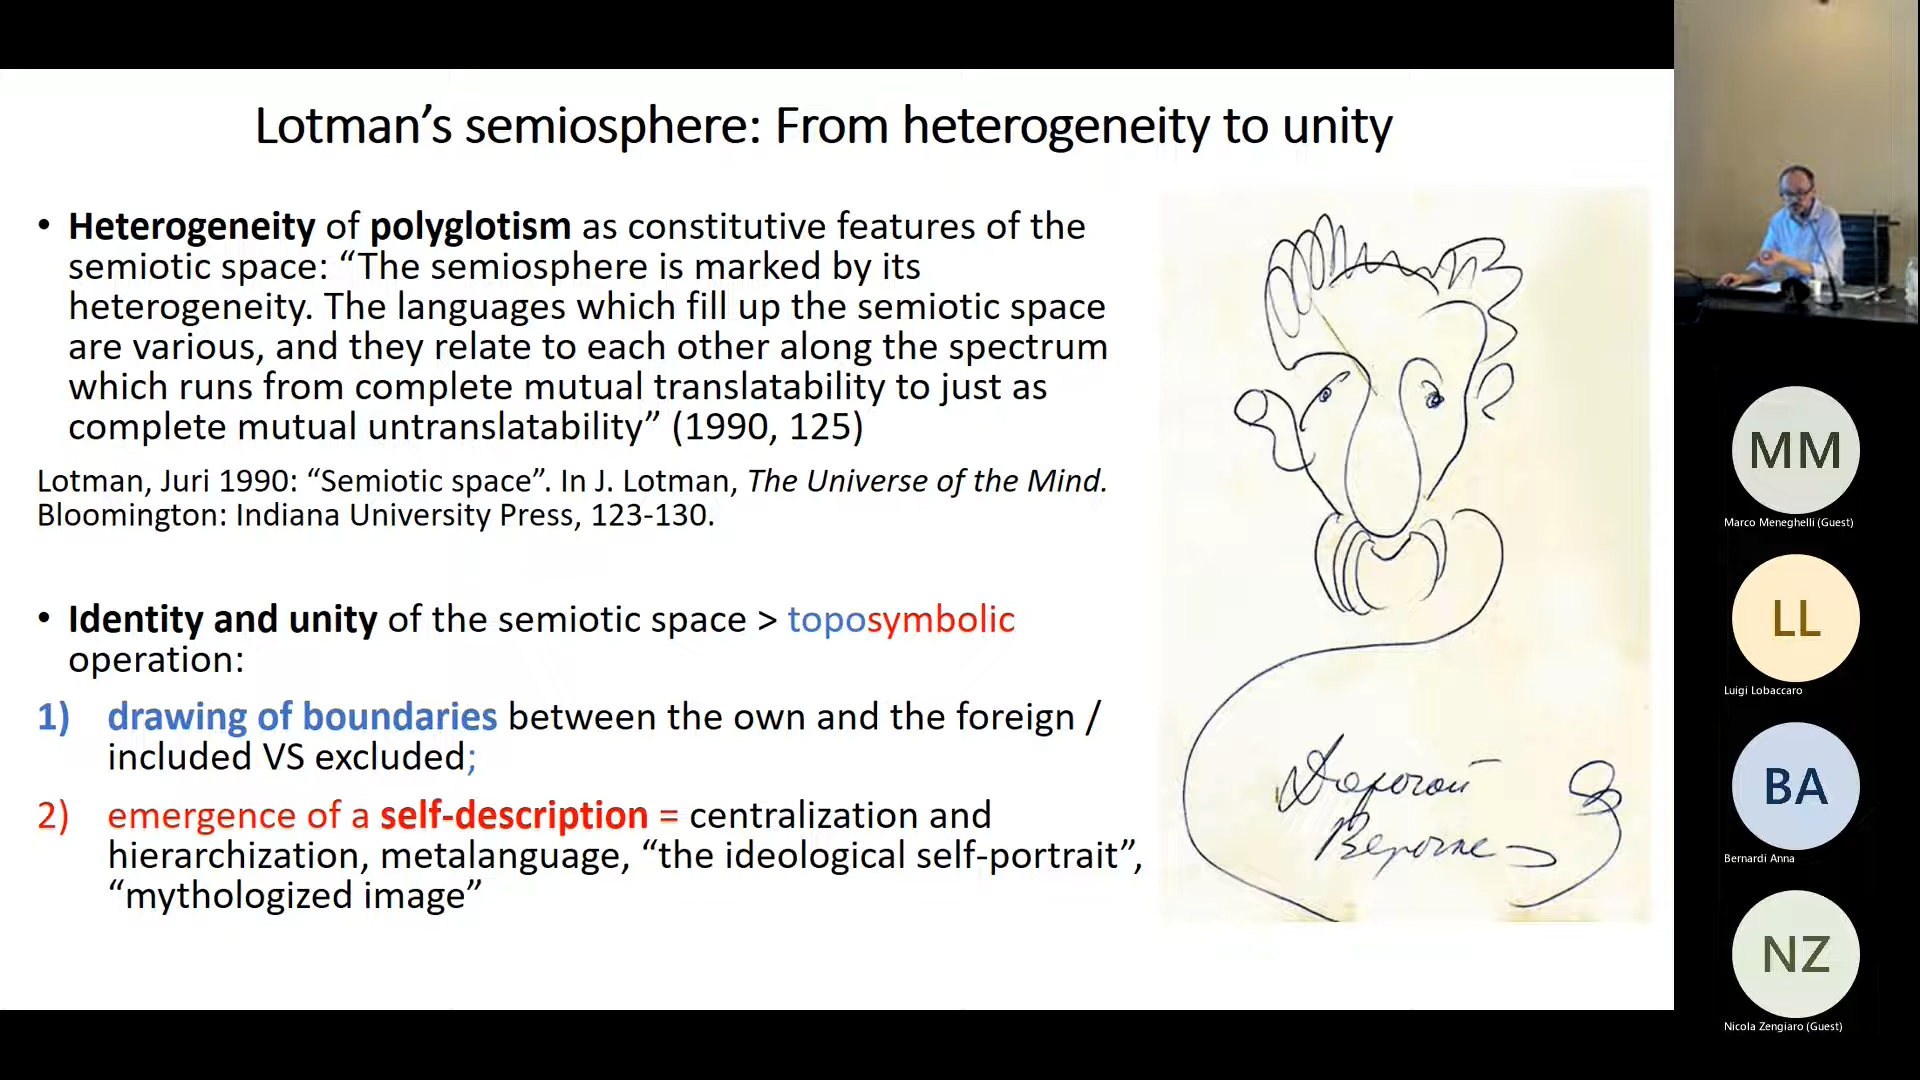 Lotman’s semiosphere: From heterogeneity to unity
• Heterogeneity of polyglotism as constitutive features of the
semiotic space: “The semiosphere is marked by its
heterogeneity. The languages which fill up the semiotic space
are various, and they relate to each other along the spectrum
which runs from complete mutual translatability to just as
complete mutual untranslatability” (1990, 125)
Lotman, Juri 1990: “Semiotic space”. In J. Lotman, The Universe of the Mind.
Bloomington: Indiana University Press, 123-130.
• Identity and unity of the semiotic space > toposymbolic
operation:
1) drawing of boundaries between the own and the foreign /
included VS excluded;
2) emergence of a self-description = centralization and
hierarchization, metalanguage, “the ideological self-portrait”,
“mythologized image”
Дорогой
MM
Marco Meneghelli (Guest)
LL
Luigi Lobaccaro
BA
Bernardi Anna
NZ
Nicola Zengiaro (Guest)